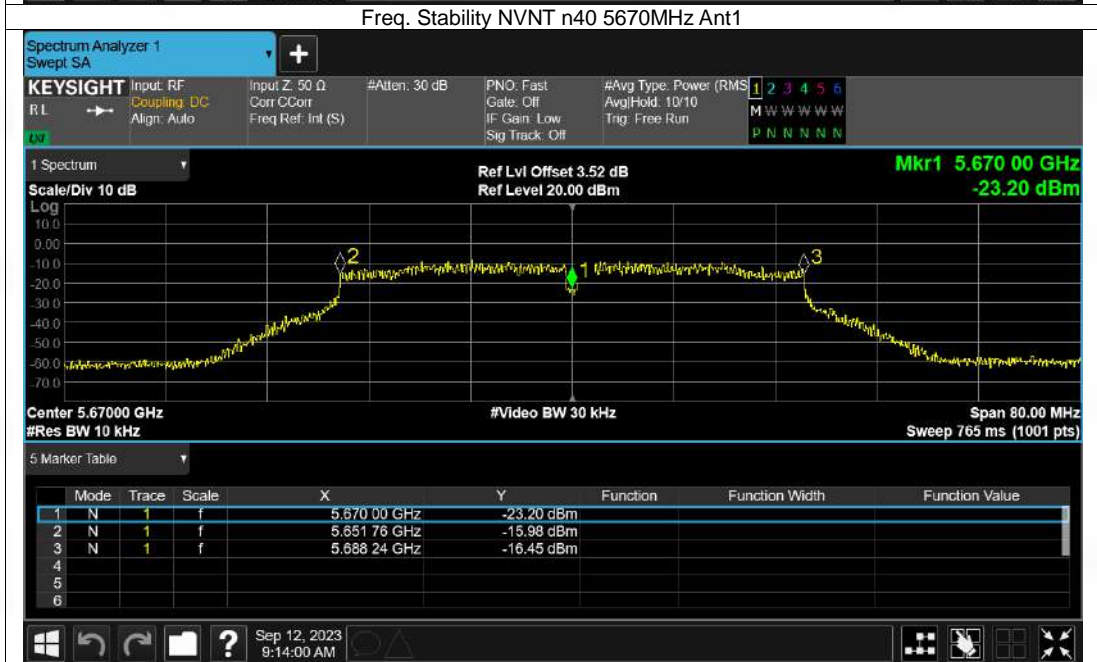 Freq. Stability NVNT n40 5670MHz Ant1
Spectrum Analyzer 1
Swept SA
+
KEYSIGHT
RL
LXI
Input: RF
Coupling: DC
Align: Auto
Input Z: 50 Ω
Corr CCorr
Freq Ref: Int (S)
#Atten: 30 dB
PNO: Fast
Gate: Off
IF Gain: Low
Sig Track: Off
#Avg Type: Power (RMS
Avg|Hold: 10/10
Trig: Free Run
1 2 3 4 5 6
M W W W W W
P N N N N N
1 Spectrum
Scale/Div 10 dB
Ref Lvl Offset 3.52 dB
Ref Level 20.00 dBm
Mkr1 5.670 00 GHz
-23.20 dBm
Log
10.0
0.00
-10.0
-20.0
-30.0
-40.0
-50.0
-60.0
-70.0
2
1
3
Center 5.67000 GHz
#Res BW 10 kHz
#Video BW 30 kHz
Span 80.00 MHz
Sweep 765 ms (1001 pts)
5 Marker Table
Mode Trace Scale X Y Function Function Width Function Value
1 N 1 f 5.670 00 GHz -23.20 dBm
2 N 1 f 5.651 76 GHz -15.98 dBm
3 N 1 f 5.688 24 GHz -16.45 dBm
4
5
6
?
Sep 12, 2023
9:14:00 AM